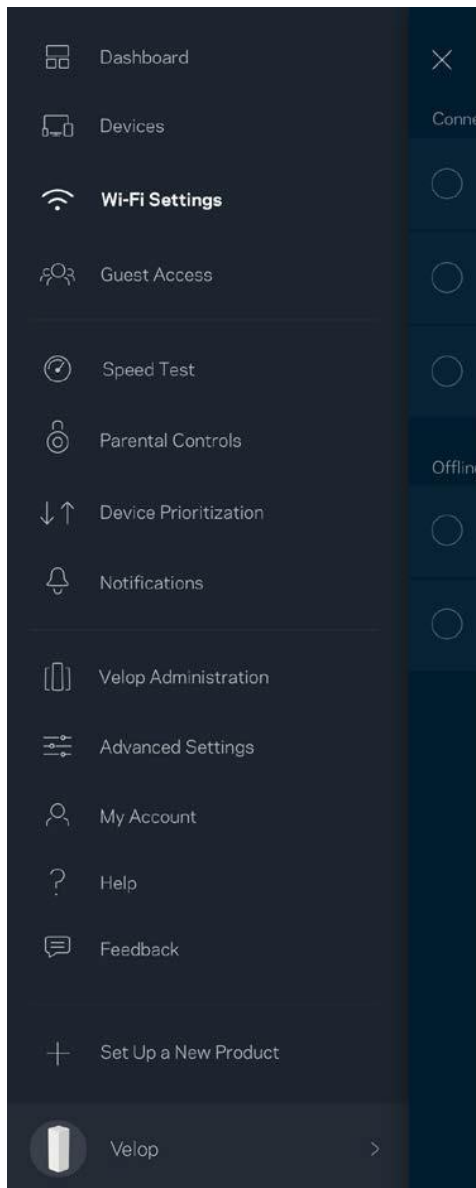 Dashboard
Devices
Wi-Fi Settings
Guest Access
Speed Test
Parental Controls
Device Prioritization
Notifications
Velop Administration
Advanced Settings
My Account
Help
Feedback
Set Up a New Product
Velop